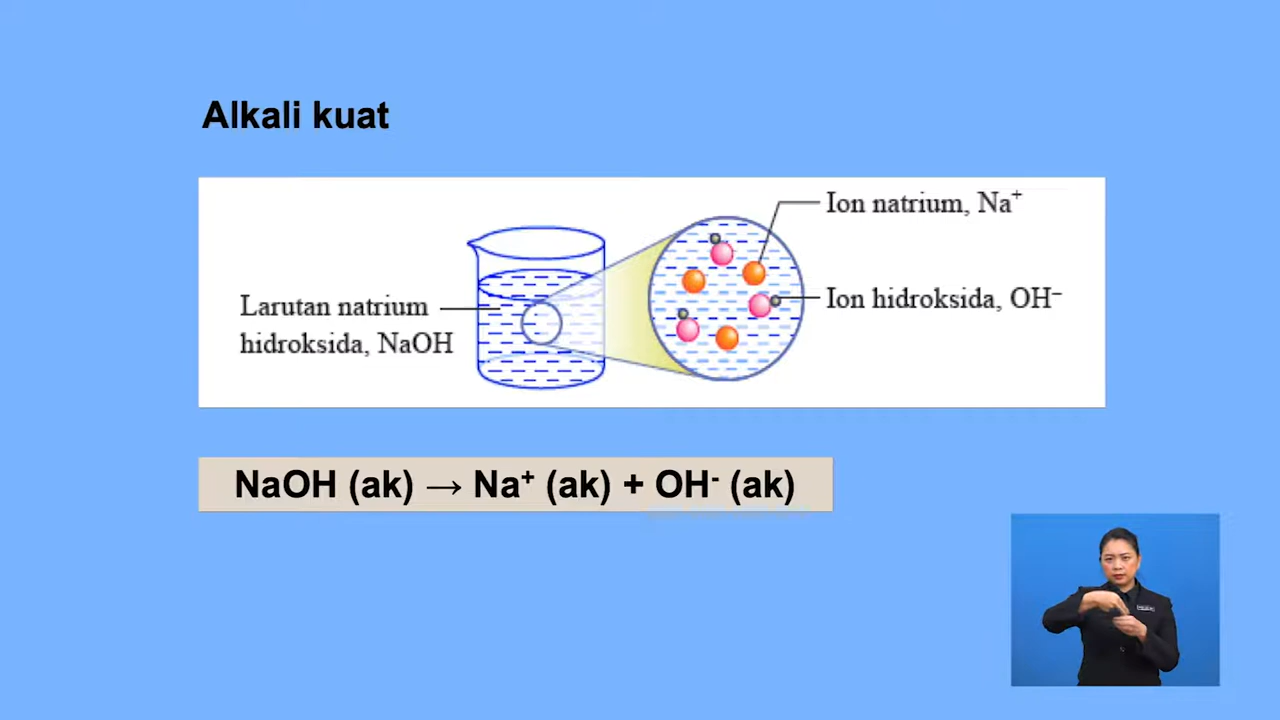 Alkali kuat
Ion natrium, Na⁺
Larutan natrium
hidroksida, NaOH
Ion hidroksida, OH⁻
NaOH (ak) → Na⁺ (ak) + OH⁻ (ak)